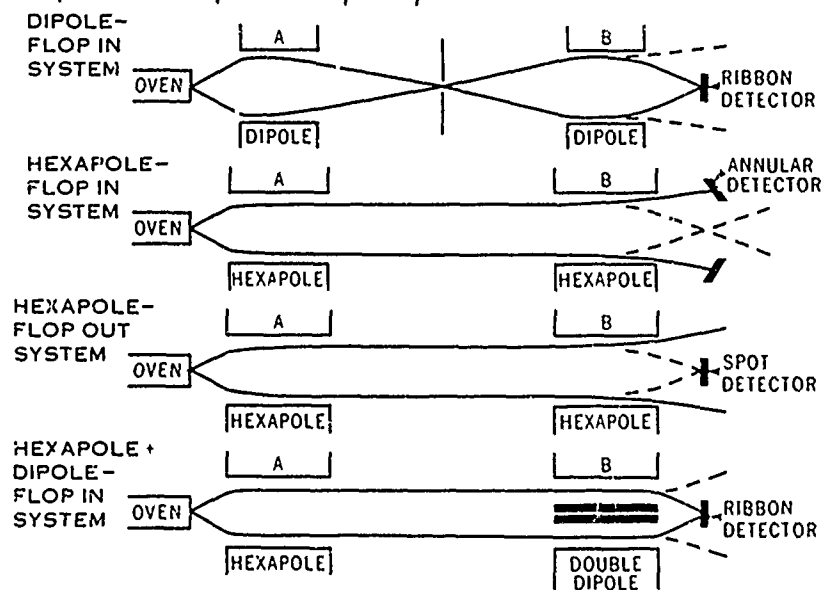 DIPOLE-
FLOP IN
SYSTEM
A
B
OVEN
RIBBON
DETECTOR
DIPOLE
DIPOLE
HEXAPOLE-
FLOP IN
SYSTEM
A
B
ANNULAR
DETECTOR
OVEN
HEXAPOLE
HEXAPOLE
HEXAPOLE-
FLOP OUT
SYSTEM
A
B
OVEN
SPOT
DETECTOR
HEXAPOLE
HEXAPOLE
HEXAPOLE +
DIPOLE-
FLOP IN
SYSTEM
A
B
OVEN
RIBBON
DETECTOR
HEXAPOLE
DOUBLE
DIPOLE